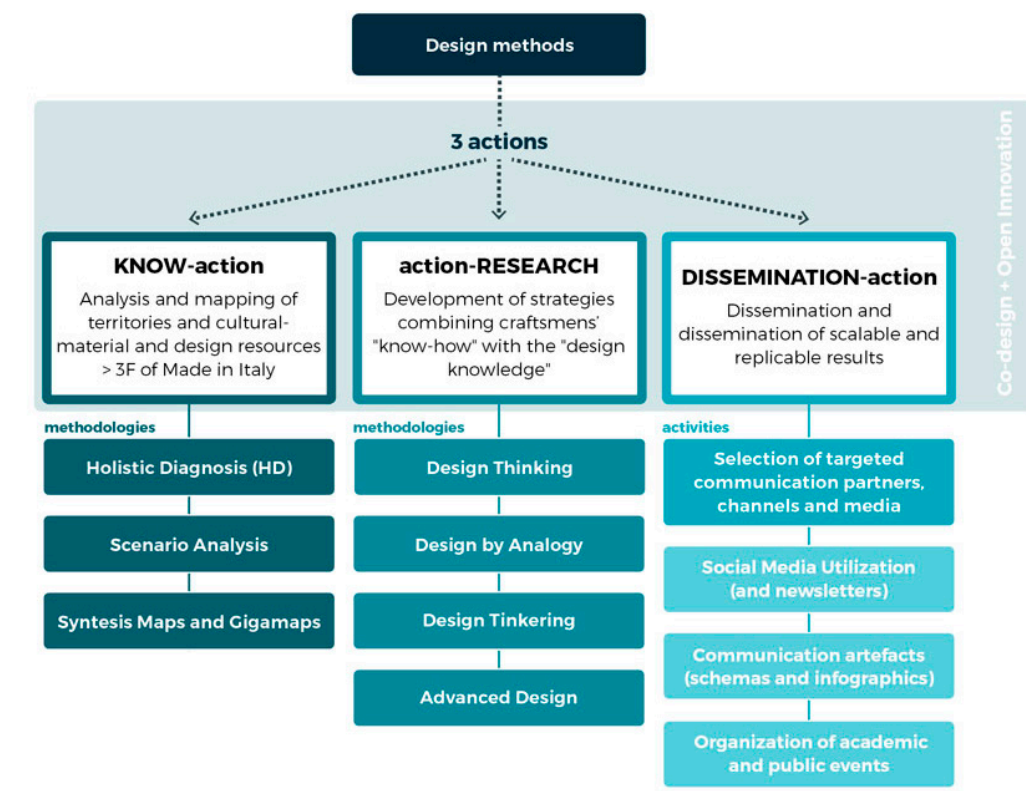 Design methods
3 actions
Co-design + Open Innovation
KNOW-action
Analysis and mapping of
territories and cultural-
material and design resources
> 3F of Made in Italy
action-RESEARCH
Development of strategies
combining craftsmens’
"know-how" with the "design
knowledge"
DISSEMINATION-action
Dissemination and
dissemination of scalable and
replicable results
methodologies
Holistic Diagnosis (HD)
Scenario Analysis
Syntesis Maps and Gigamaps
methodologies
Design Thinking
Design by Analogy
Design Tinkering
Advanced Design
activities
Selection of targeted
communication partners,
channels and media
Social Media Utilization
(and newsletters)
Communication artefacts
(schemas and infographics)
Organization of academic
and public events